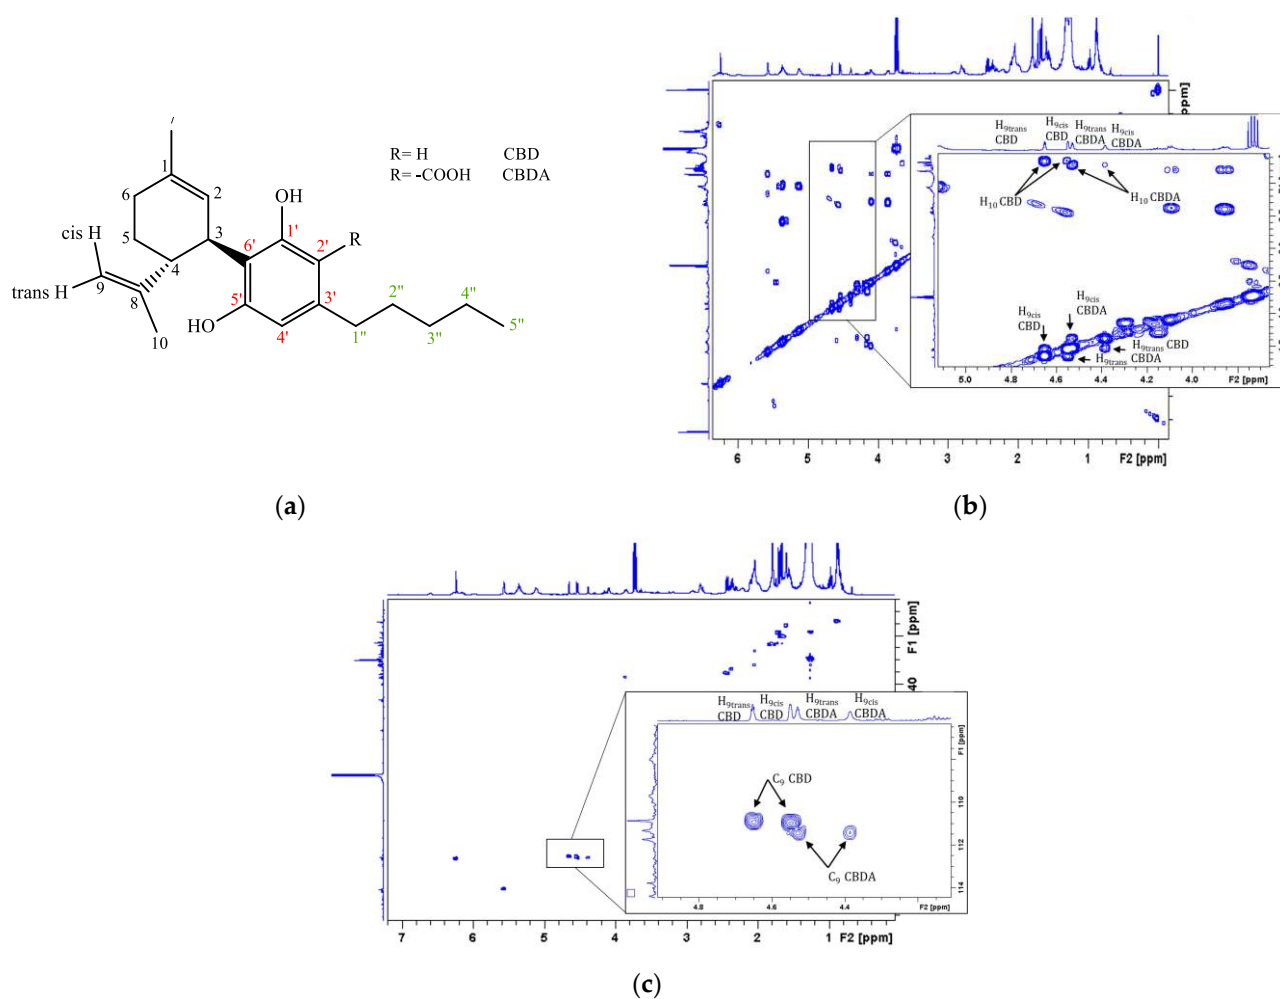 7
R= H CBD
R= -COOH CBDA
1
6
2
OH
cis H
5
3
1'
R
6'
2'
4
trans H
9
8
5'
3'
2''
4''
HO
10
4'
1''
3''
5''
(a)
ppm]
H9trans CBD
H9cis CBD
H9trans CBDA
H9cis CBDA
H10 CBD
H10 CBDA
H9cis CBD
H9cis CBDA
H9trans CBD
H9trans CBDA
5.0 4.8 4.6 4.4 4.2 4.0 F2 [ppm]
6 5 4 3 2 1 F2 [ppm]
(b)
F1 [ppm]
40
H9trans CBD
H9cis CBD
H9trans CBDA
H9cis CBDA
F1 [ppm]
C9 CBD
110
112
C9 CBDA
114
4.8 4.6 4.4 F2 [ppm]
7 6 5 4 3 2 1 F2 [ppm]
(c)